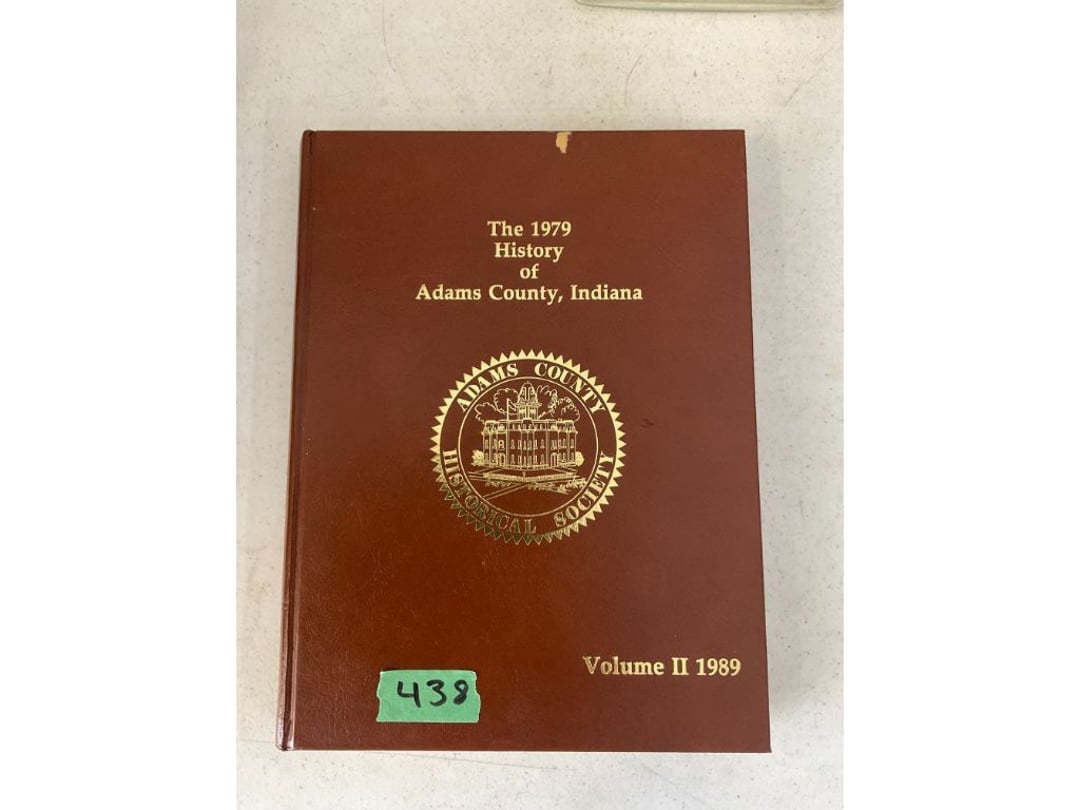 The 1979
History
of
Adams County, Indiana
ADAMS COUNTY
HISTORICAL SOCIETY
Volume II 1989
438